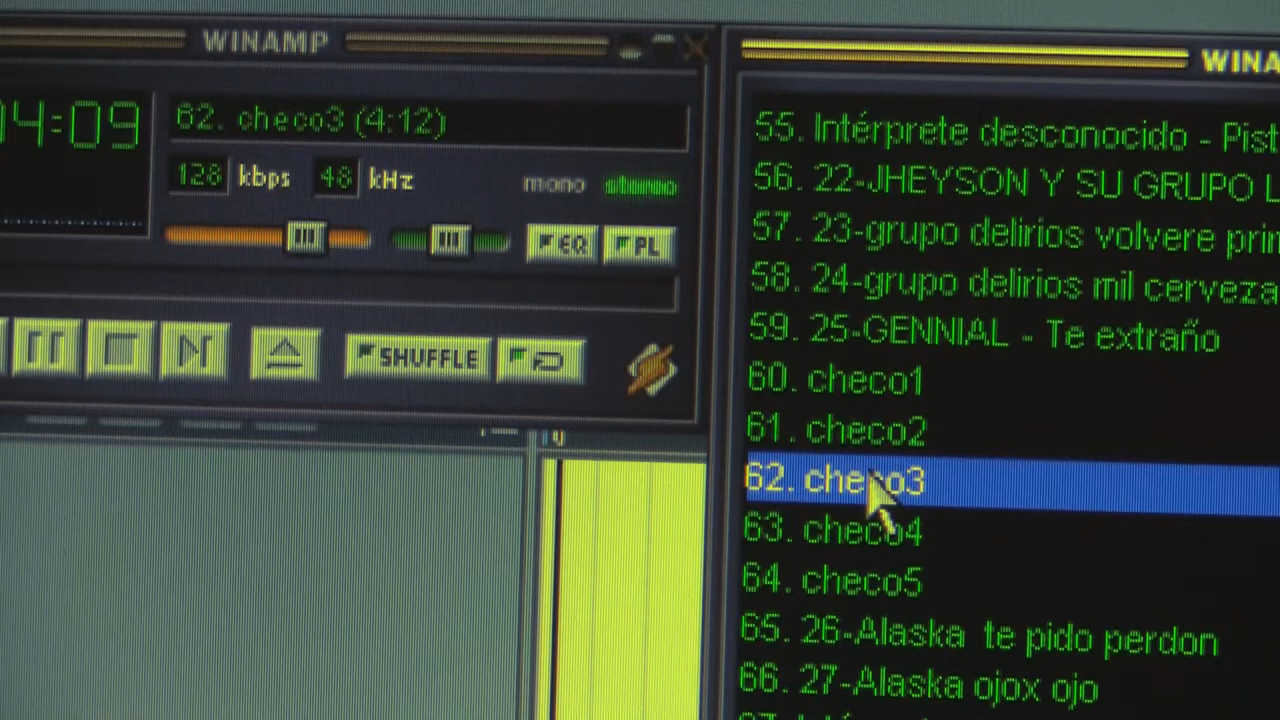 WINAMP
04:09
62. checo3 (4:12)
128 kbps 48 kHz mono stereo
EQ PL
SHUFFLE
WINA
55. Intérprete desconocido - Pist
56. 22-JHEYSON Y SU GRUPO L
57. 23-grupo delirios volvere prin
58. 24-grupo delirios mil cerveza
59. 25-GENNIAL - Te extraño
60. checo1
61. checo2
62. checo3
63. checo4
64. checo5
65. 26-Alaska te pido perdon
66. 27-Alaska ojox ojo